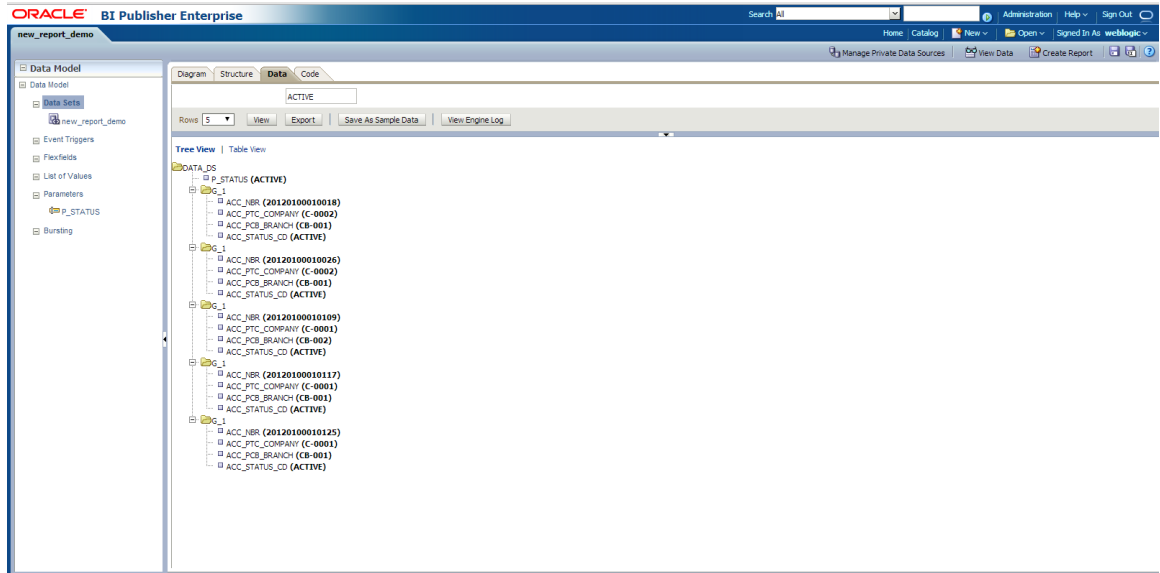 ORACLE BI Publisher Enterprise Search All Administration Help Sign Out
new_report_demo Home Catalog New Open Signed In As weblogic
Manage Private Data Sources View Data Create Report
Data Model
Data Model
Data Sets
new_report_demo
Event Triggers
Flexfields
List of Values
Parameters
P_STATUS
Bursting
Diagram Structure Data Code
ACTIVE
Rows 5 View Export Save As Sample Data View Engine Log
Tree View | Table View
DATA_DS
P_STATUS (ACTIVE)
G_1
ACC_NBR (20120100010018)
ACC_PTC_COMPANY (C-0002)
ACC_PCB_BRANCH (CB-001)
ACC_STATUS_CD (ACTIVE)
G_1
ACC_NBR (20120100010026)
ACC_PTC_COMPANY (C-0002)
ACC_PCB_BRANCH (CB-001)
ACC_STATUS_CD (ACTIVE)
G_1
ACC_NBR (20120100010109)
ACC_PTC_COMPANY (C-0001)
ACC_PCB_BRANCH (CB-002)
ACC_STATUS_CD (ACTIVE)
G_1
ACC_NBR (20120100010117)
ACC_PTC_COMPANY (C-0001)
ACC_PCB_BRANCH (CB-001)
ACC_STATUS_CD (ACTIVE)
G_1
ACC_NBR (20120100010125)
ACC_PTC_COMPANY (C-0001)
ACC_PCB_BRANCH (CB-001)
ACC_STATUS_CD (ACTIVE)